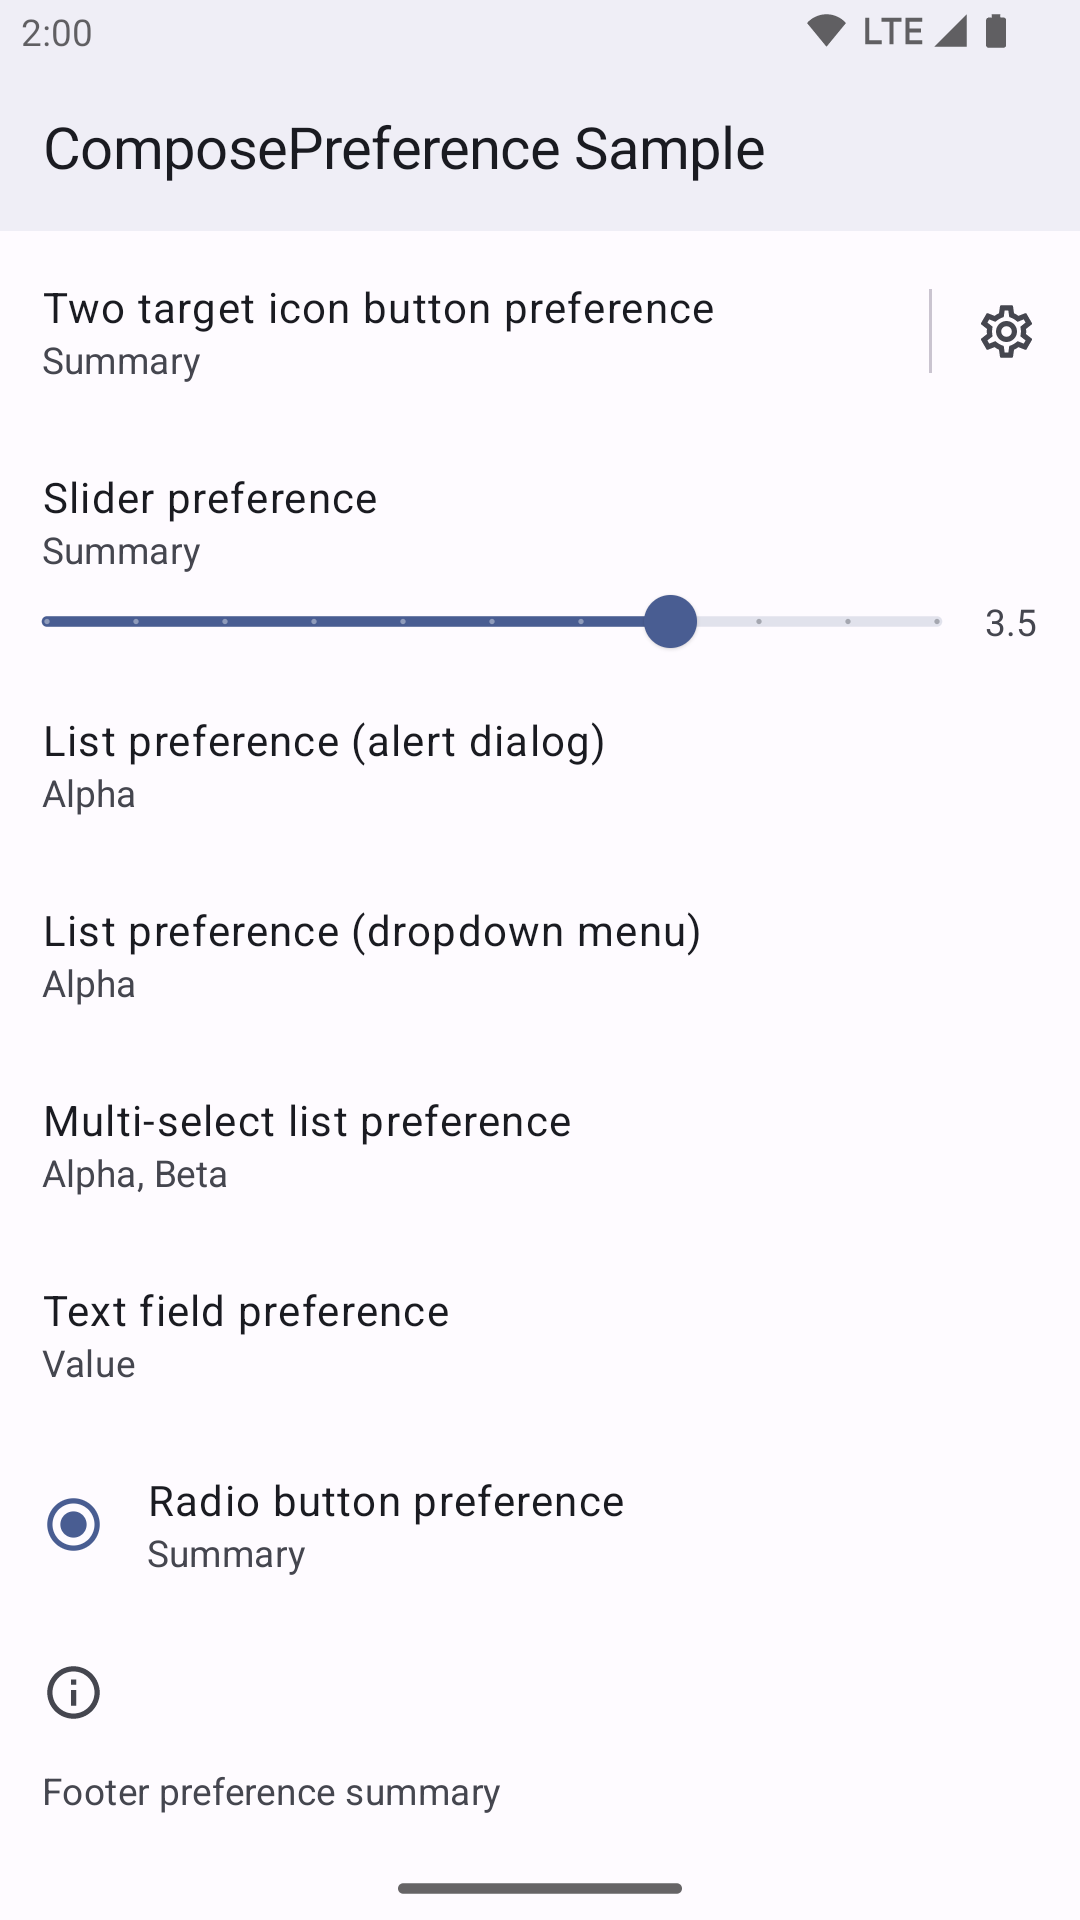 2:00
LTE
ComposePreference Sample
Two target icon button preference
Summary
Slider preference
Summary
3.5
List preference (alert dialog)
Alpha
List preference (dropdown menu)
Alpha
Multi-select list preference
Alpha, Beta
Text field preference
Value
Radio button preference
Summary
Footer preference summary